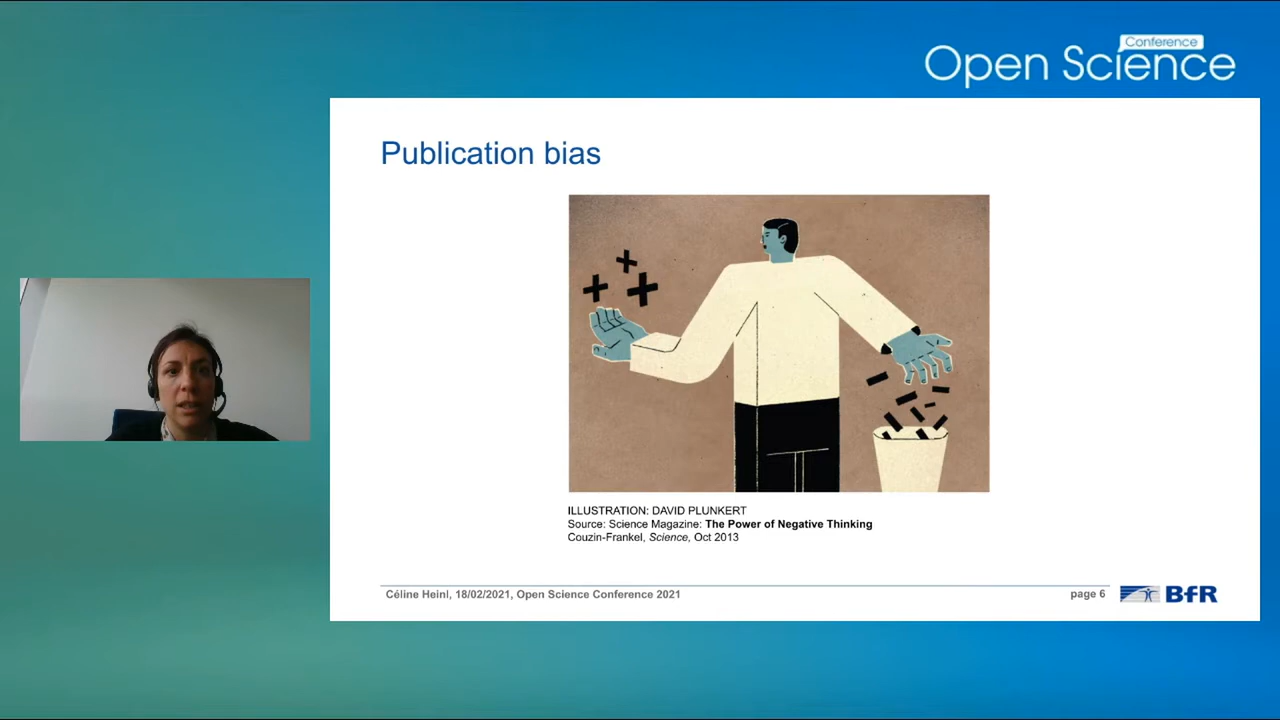 Conference
Open Science
Publication bias
ILLUSTRATION: DAVID PLUNKERT
Source: Science Magazine: The Power of Negative Thinking
Couzin-Frankel, Science, Oct 2013
Céline Heinl, 18/02/2021, Open Science Conference 2021
page 6
BfR